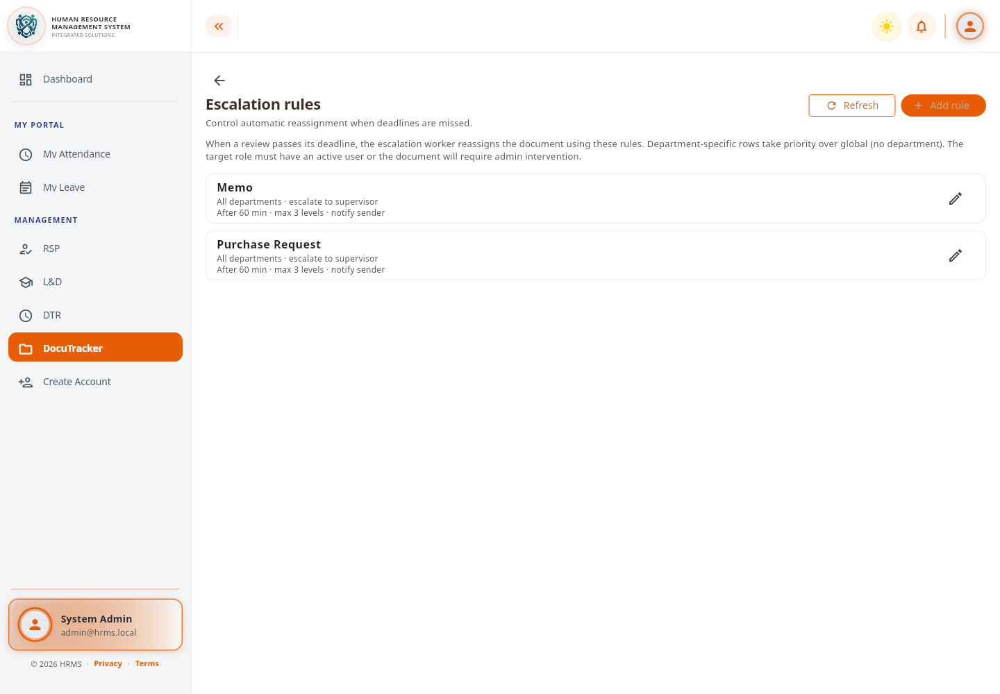 HUMAN RESOURCE
MANAGEMENT SYSTEM
INTEGRATED SOLUTIONS
Dashboard
MY PORTAL
My Attendance
My Leave
MANAGEMENT
RSP
L&D
DTR
DocuTracker
Create Account
System Admin
admin@hrms.local
© 2026 HRMS · Privacy · Terms
Escalation rules
Control automatic reassignment when deadlines are missed.
Refresh
Add rule
When a review passes its deadline, the escalation worker reassigns the document using these rules. Department-specific rows take priority over global (no department). The
target role must have an active user or the document will require admin intervention.
Memo
All departments · escalate to supervisor
After 60 min · max 3 levels · notify sender
Purchase Request
All departments · escalate to supervisor
After 60 min · max 3 levels · notify sender